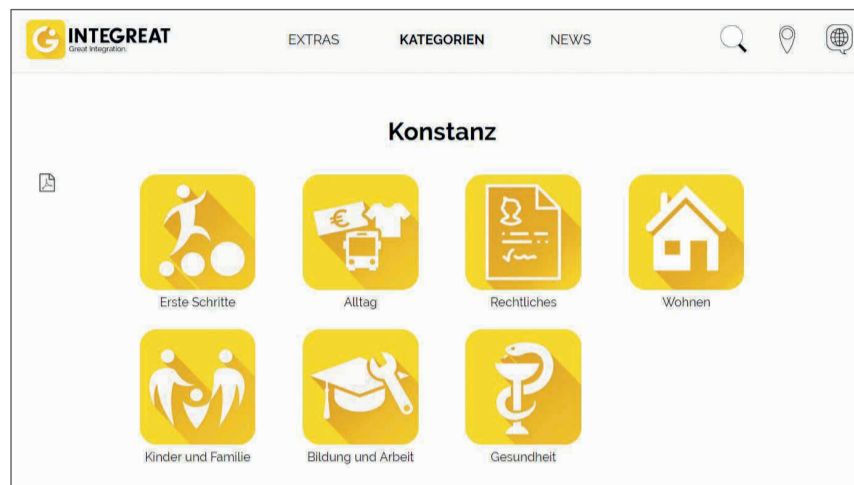 INTEGREAT
Great Integration.
EXTRAS
KATEGORIEN
NEWS
Konstanz
€
Erste Schritte
Alltag
Rechtliches
Wohnen
Kinder und Familie
Bildung und Arbeit
Gesundheit